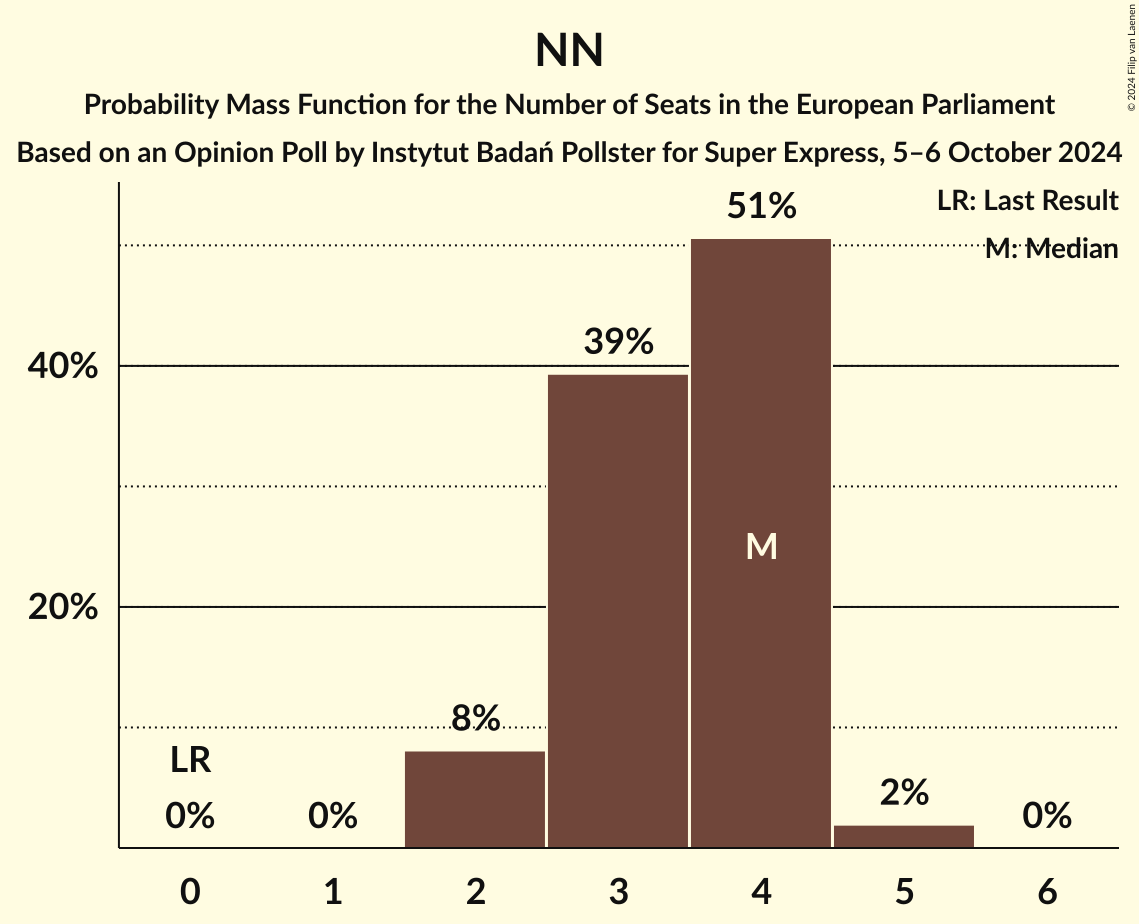 NN
Probability Mass Function for the Number of Seats in the European Parliament
Based on an Opinion Poll by Instytut Badań Pollster for Super Express, 5–6 October 2024
© 2024 Filip van Laenen
LR: Last Result
M: Median
51%
39%
40%
M
20%
8%
LR
2%
0%
0%
0%
0 1 2 3 4 5 6